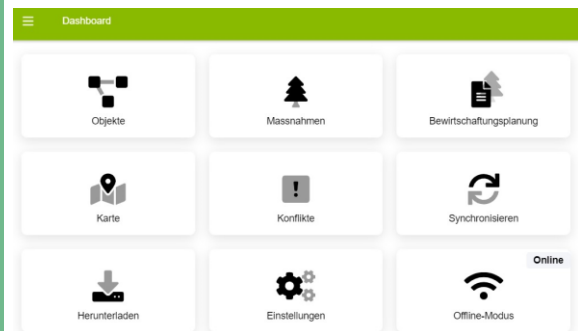 Dashboard
Objekte
Massnahmen
Bewirtschaftungsplanung
Karte
Konflikte
Synchronisieren
Online
Herunterladen
Einstellungen
Offline-Modus